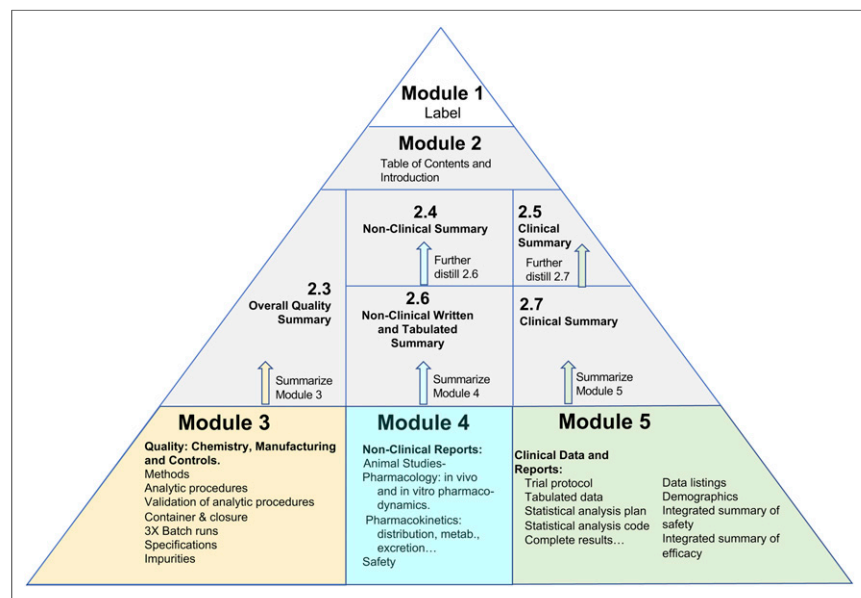 Module 1
Label
Module 2
Table of Contents and
Introduction
2.4
Non-Clinical Summary
Further
distill 2.6
2.5
Clinical
Summary
Further
distill 2.7
2.3
Overall Quality
Summary
Summarize
Module 3
2.6
Non-Clinical Written
and Tabulated
Summary
Summarize
Module 4
2.7
Clinical Summary
Summarize
Module 5
Module 3
Quality: Chemistry, Manufacturing
and Controls.
Methods
Analytic procedures
Validation of analytic procedures
Container & closure
3X Batch runs
Specifications
Impurities
Module 4
Non-Clinical Reports:
Animal Studies-
Pharmacology: in vivo
and in vitro pharmaco-
dynamics.
Pharmacokinetics:
distribution, metab.,
excretion…
Safety
Module 5
Clinical Data and
Reports:
Trial protocol
Tabulated data
Statistical analysis plan
Statistical analysis code
Complete results…
Data listings
Demographics
Integrated summary of
safety
Integrated summary of
efficacy